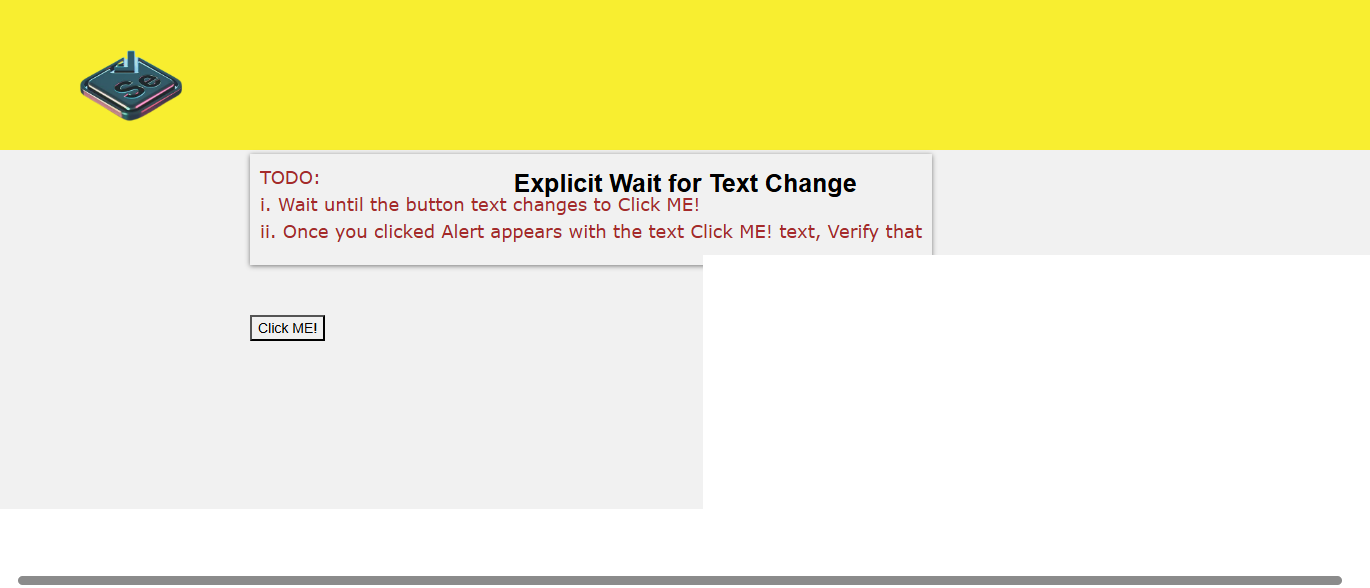 Se
TODO:
Explicit Wait for Text Change
i. Wait until the button text changes to Click ME!
ii. Once you clicked Alert appears with the text Click ME! text, Verify that
Click ME!